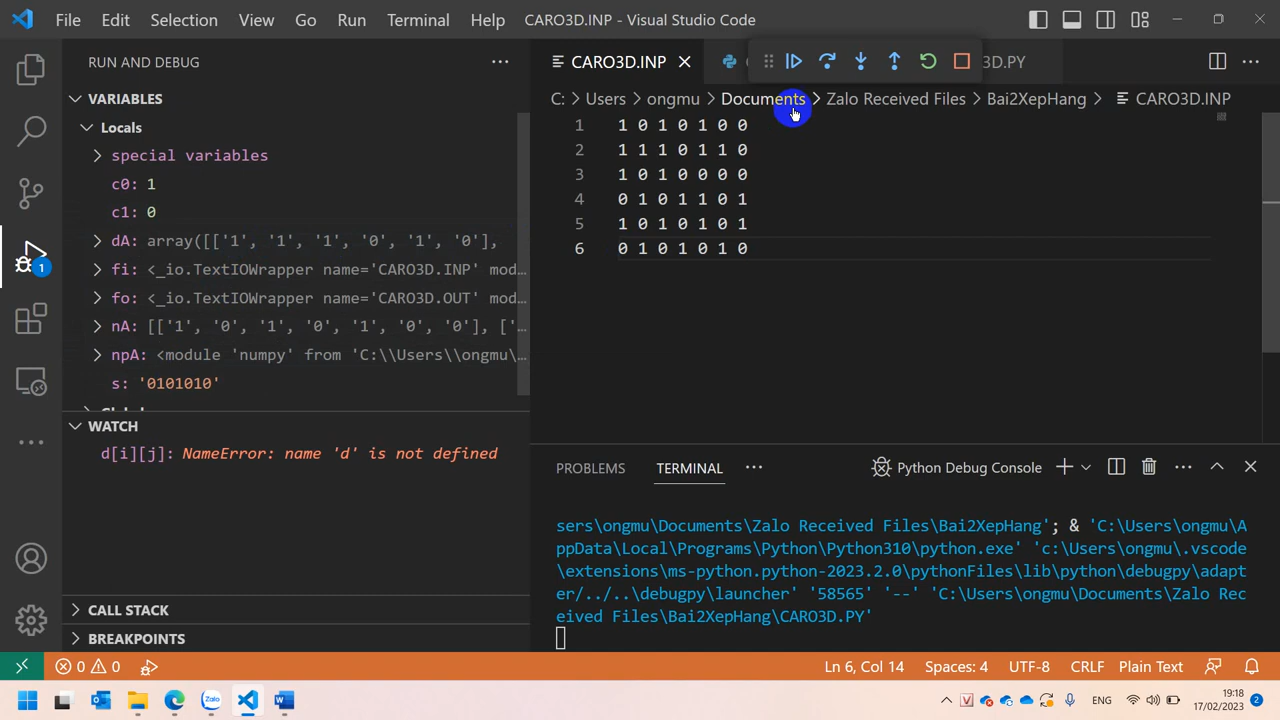 File Edit Selection View Go Run Terminal Help CARO3D.INP - Visual Studio Code
RUN AND DEBUG
VARIABLES
Locals
special variables
c0: 1
c1: 0
dA: array([['1', '1', '1', '0', '1', '0'],
fi: <_io.TextIOWrapper name='CARO3D.INP' mod…
fo: <_io.TextIOWrapper name='CARO3D.OUT' mod…
nA: [['1', '0', '1', '0', '1', '0', '0'], ['…
npA: <module 'numpy' from 'C:\\Users\\ongmu\…
s: '0101010'
WATCH
d[i][j]: NameError: name 'd' is not defined
CALL STACK
BREAKPOINTS
1
CARO3D.INP
3D.PY
C: > Users > ongmu > Documents > Zalo Received Files > Bai2XepHang > CARO3D.INP
1 1 0 1 0 1 0 0
2 1 1 1 0 1 1 0
3 1 0 1 0 0 0 0
4 0 1 0 1 1 0 1
5 1 0 1 0 1 0 1
6 0 1 0 1 0 1 0
PROBLEMS TERMINAL Python Debug Console
sers\ongmu\Documents\Zalo Received Files\Bai2XepHang'; & 'C:\Users\ongmu\A
ppData\Local\Programs\Python\Python310\python.exe' 'c:\Users\ongmu\.vscode
\extensions\ms-python.python-2023.2.0\pythonFiles\lib\python\debugpy\adapt
er/../..\debugpy\launcher' '58565' '--' 'C:\Users\ongmu\Documents\Zalo Rec
eived Files\Bai2XepHang\CARO3D.PY'
0 0 Ln 6, Col 14 Spaces: 4 UTF-8 CRLF Plain Text
Zalo ENG 19:18
17/02/2023 2